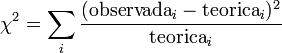 χ² = ∑ᵢ (observadaᵢ − teoricaᵢ)² / teoricaᵢ